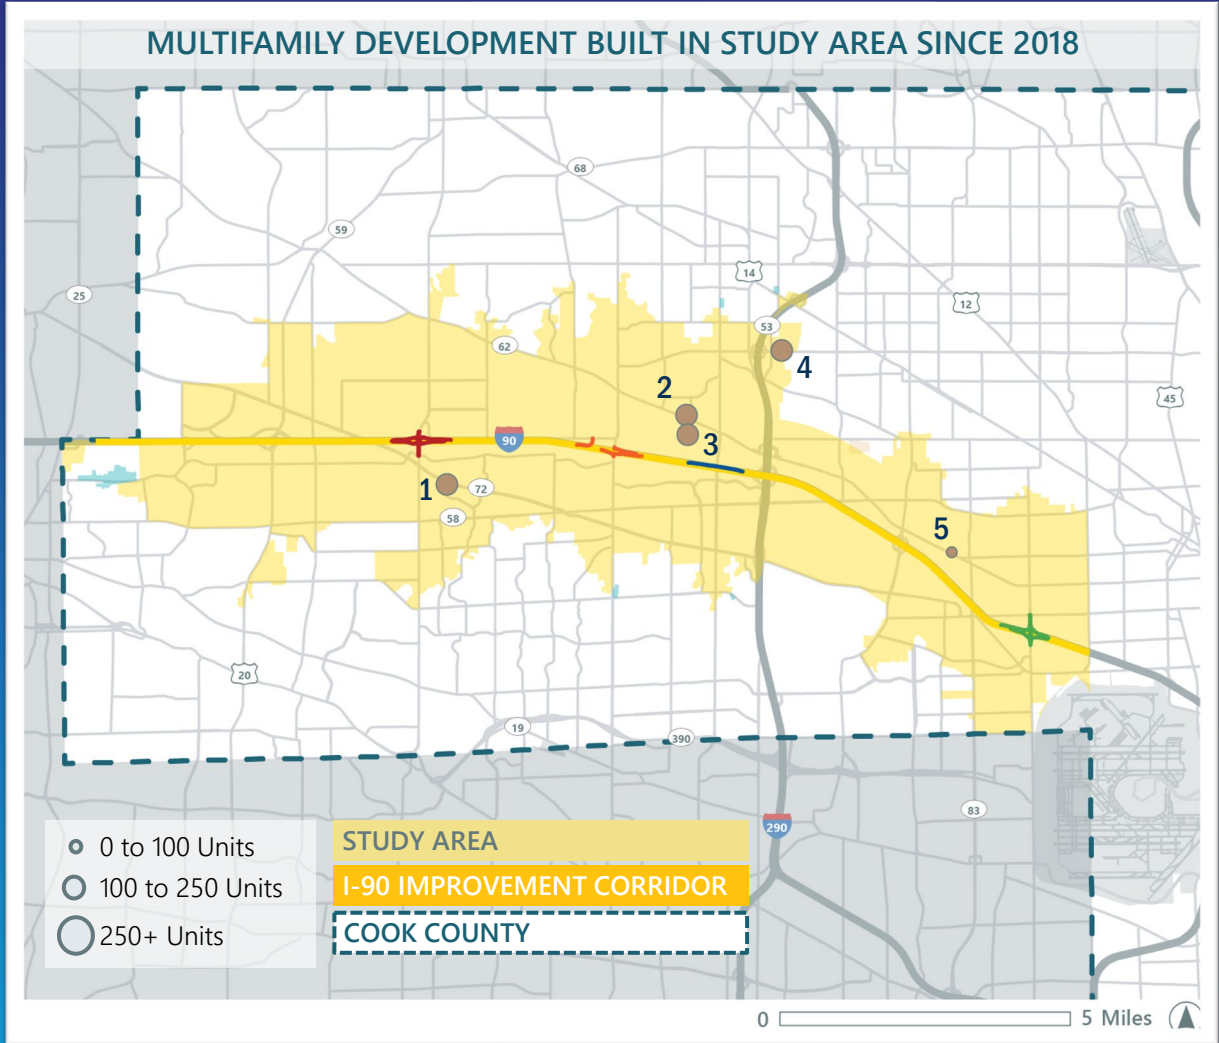 MULTIFAMILY DEVELOPMENT BUILT IN STUDY AREA SINCE 2018
68
59
14
25
12
53
62
4
45
2
3
90
1
72
58
5
20
19
390
83
290
0 to 100 Units
100 to 250 Units
250+ Units
STUDY AREA
I-90 IMPROVEMENT CORRIDOR
COOK COUNTY
0 5 Miles